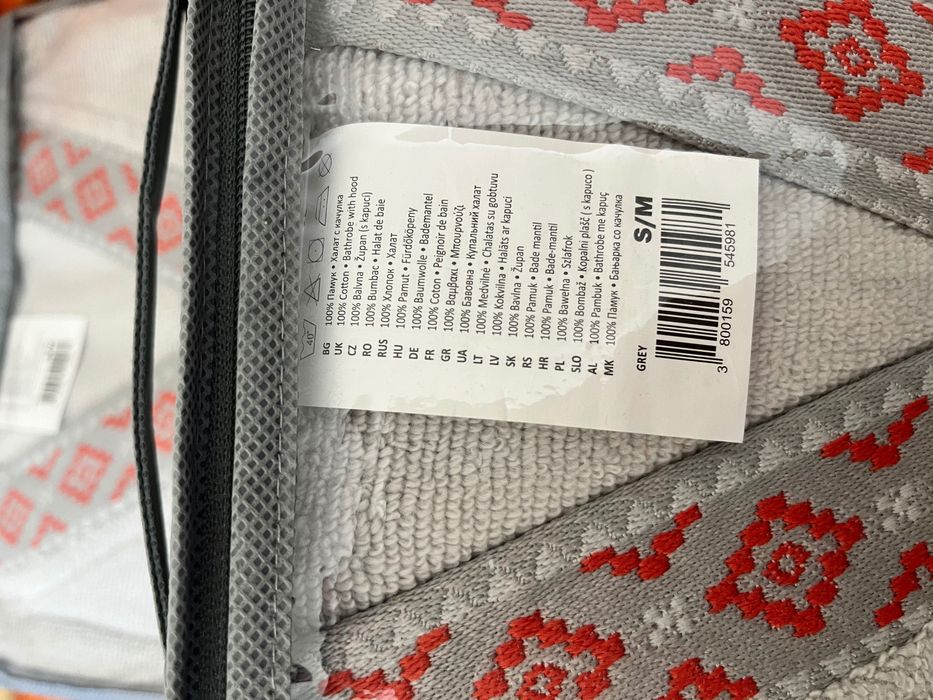 40
BG 100% Памук • Халат с качулка
UK 100% Cotton • Bathrobe with hood
CZ 100% Balvna • Župan (s kapucí)
RO 100% Bumbac • Halat de baie
RUS 100% Хлопок • Халат
HU 100% Pamut • Fürdőköpeny
DE 100% Baumwolle • Bademantel
FR 100% Coton • Peignoir de bain
GR 100% Βαμβαχι • Μπουρνούζι
UA 100% Бавовна • Купальний халат
LT 100% Medvilnė • Chalatas su gobtuvu
LV 100% Kokvilna • Halāts ar kapuci
SK 100% Bavlna • Župan
RS 100% Pamuk • Bade mantil
HR 100% Pamuk • Bade-mantil
PL 100% Bawełna • Szlafrok
SLO 100% Bombaž • Kopalni plašč ( s kapuco )
AL 100% Pambuk • Bathrobe me kapuç
MK 100% Памук • Бањарка со качулка
GREY S/M
3 800159 545981